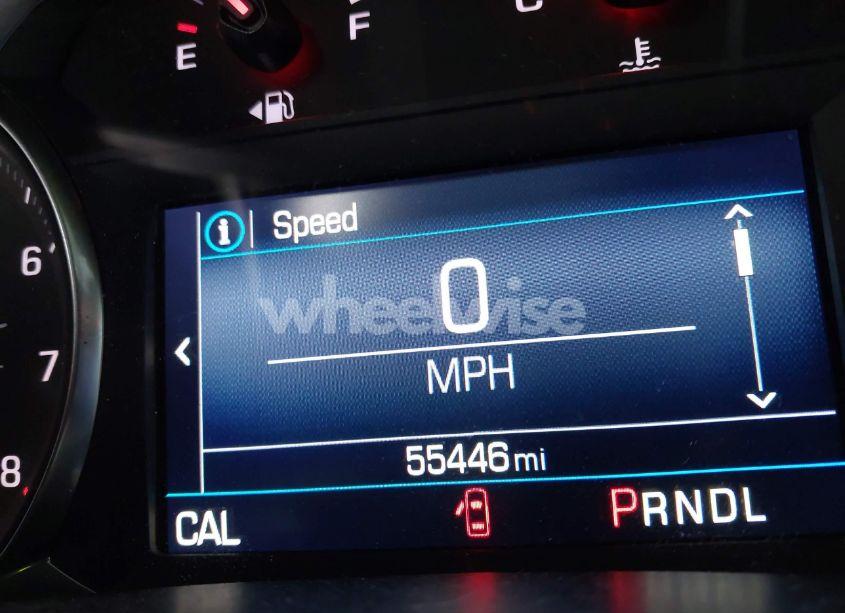 E
F
C
6
7
8
Speed
0
wheelwise
MPH
55446 mi
CAL
PRNDL